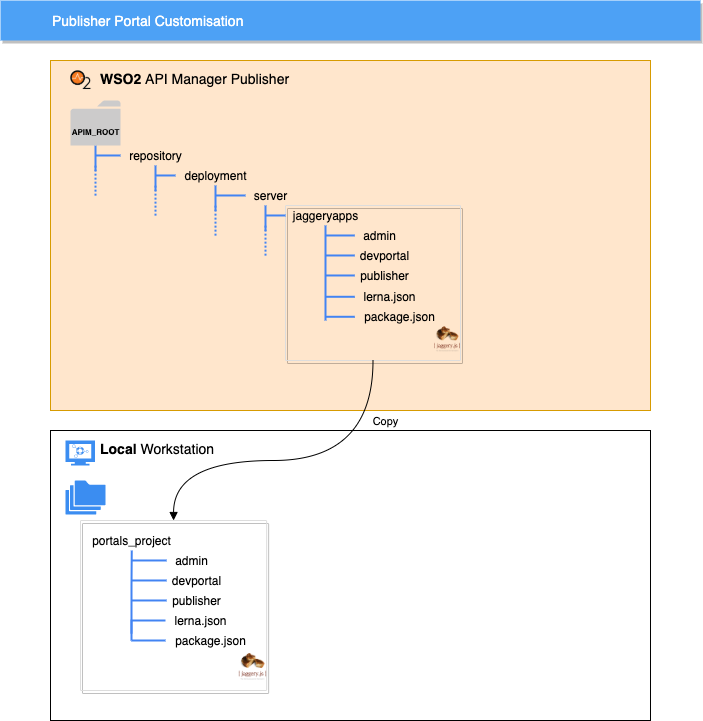 Publisher Portal Customisation
2 WSO2 API Manager Publisher
APIM_ROOT
repository
deployment
server
jaggeryapps
admin
devportal
publisher
lerna.json
package.json
jaggery.js
Copy
Local Workstation
portals_project
admin
devportal
publisher
lerna.json
package.json
jaggery.js